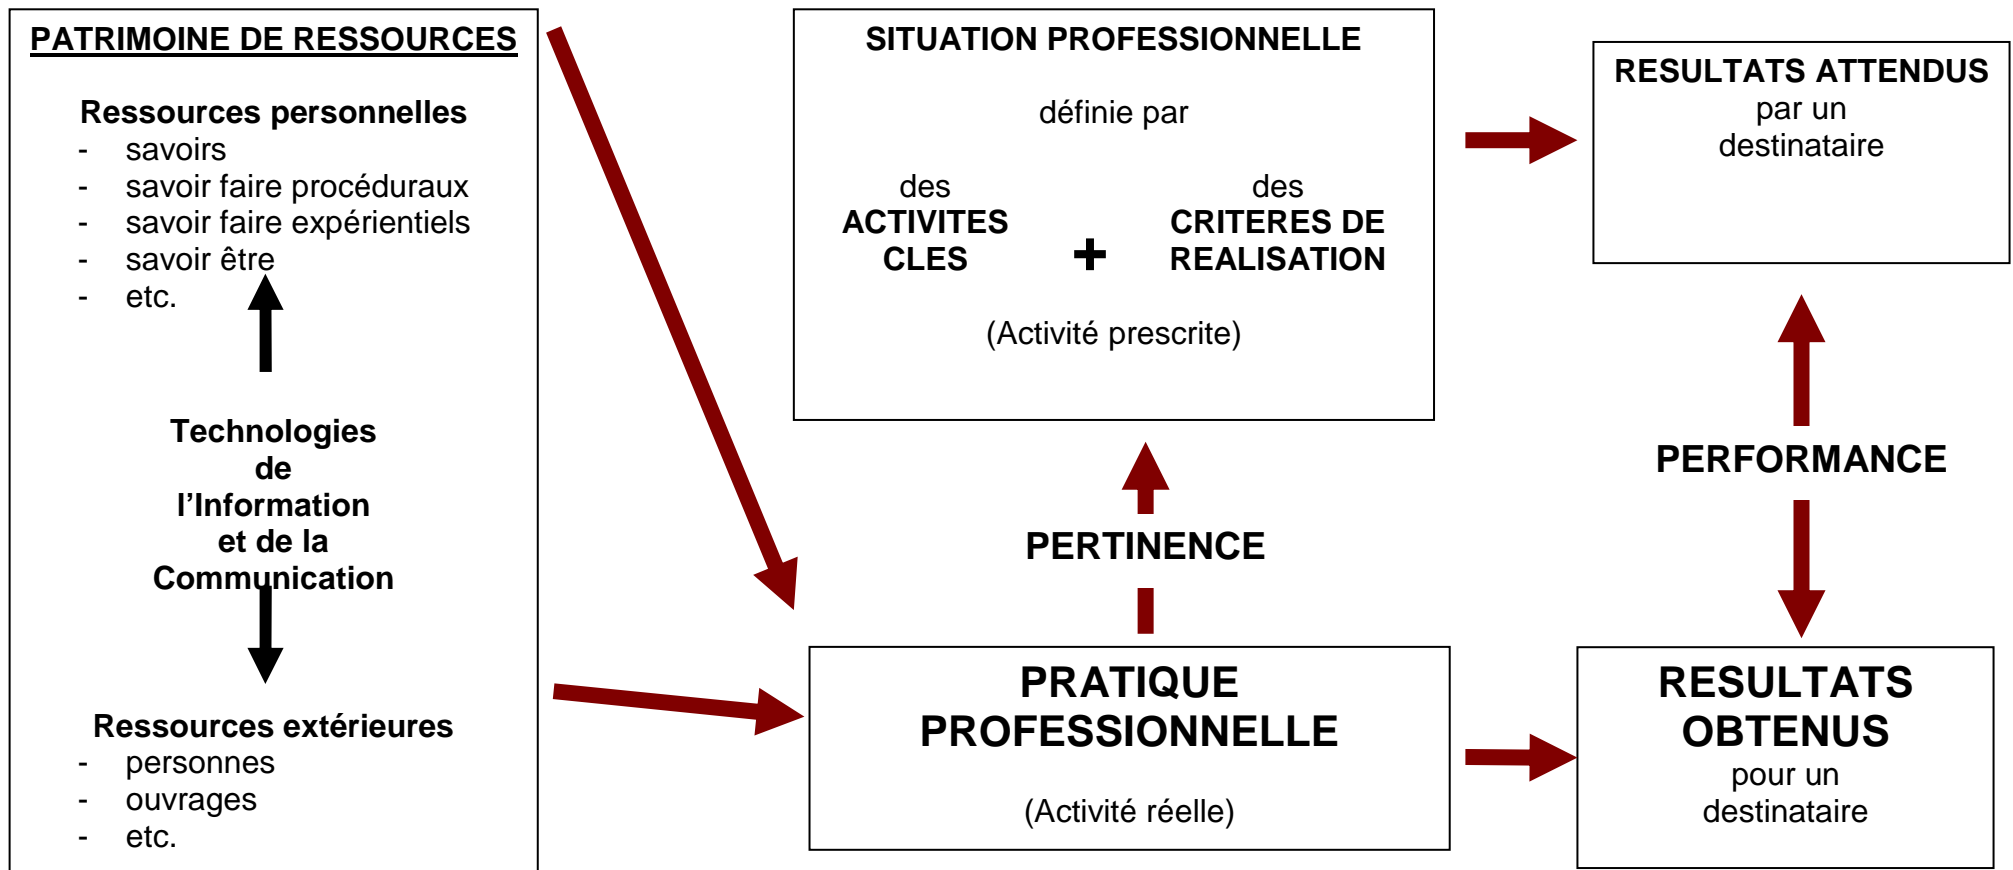 PATRIMOINE DE RESSOURCES
Ressources personnelles
- savoirs
- savoir faire procéduraux
- savoir faire expérientiels
- savoir être
- etc.
Technologies
de
l’Information
et de la
Communication
Ressources extérieures
- personnes
- ouvrages
- etc.
SITUATION PROFESSIONNELLE
définie par
des
ACTIVITES
CLES
+
des
CRITERES DE
REALISATION
(Activité prescrite)
PERTINENCE
PRATIQUE
PROFESSIONNELLE
(Activité réelle)
RESULTATS ATTENDUS
par un
destinataire
PERFORMANCE
RESULTATS
OBTENUS
pour un
destinataire